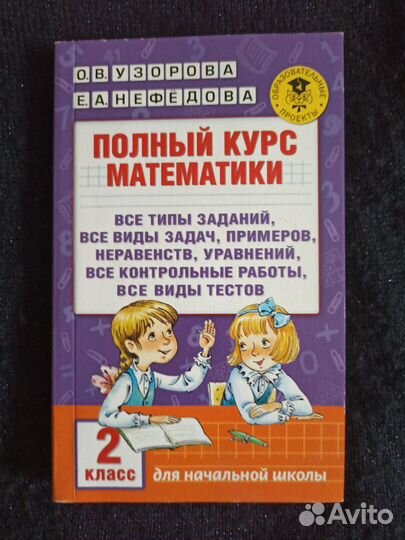 О.В. УЗОРОВА
Е.А. НЕФЁДОВА
ОБРАЗОВАТЕЛЬНЫЕ
ПРОЕКТЫ
ПОЛНЫЙ КУРС
МАТЕМАТИКИ
ВСЕ ТИПЫ ЗАДАНИЙ,
ВСЕ ВИДЫ ЗАДАЧ, ПРИМЕРОВ,
НЕРАВЕНСТВ, УРАВНЕНИЙ,
ВСЕ КОНТРОЛЬНЫЕ РАБОТЫ,
ВСЕ ВИДЫ ТЕСТОВ
2
класс
для начальной школы
Avito